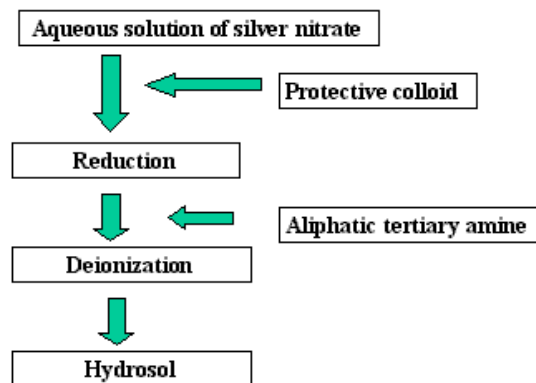 Aqueous solution of silver nitrate
Protective colloid
Reduction
Aliphatic tertiary amine
Deionization
Hydrosol